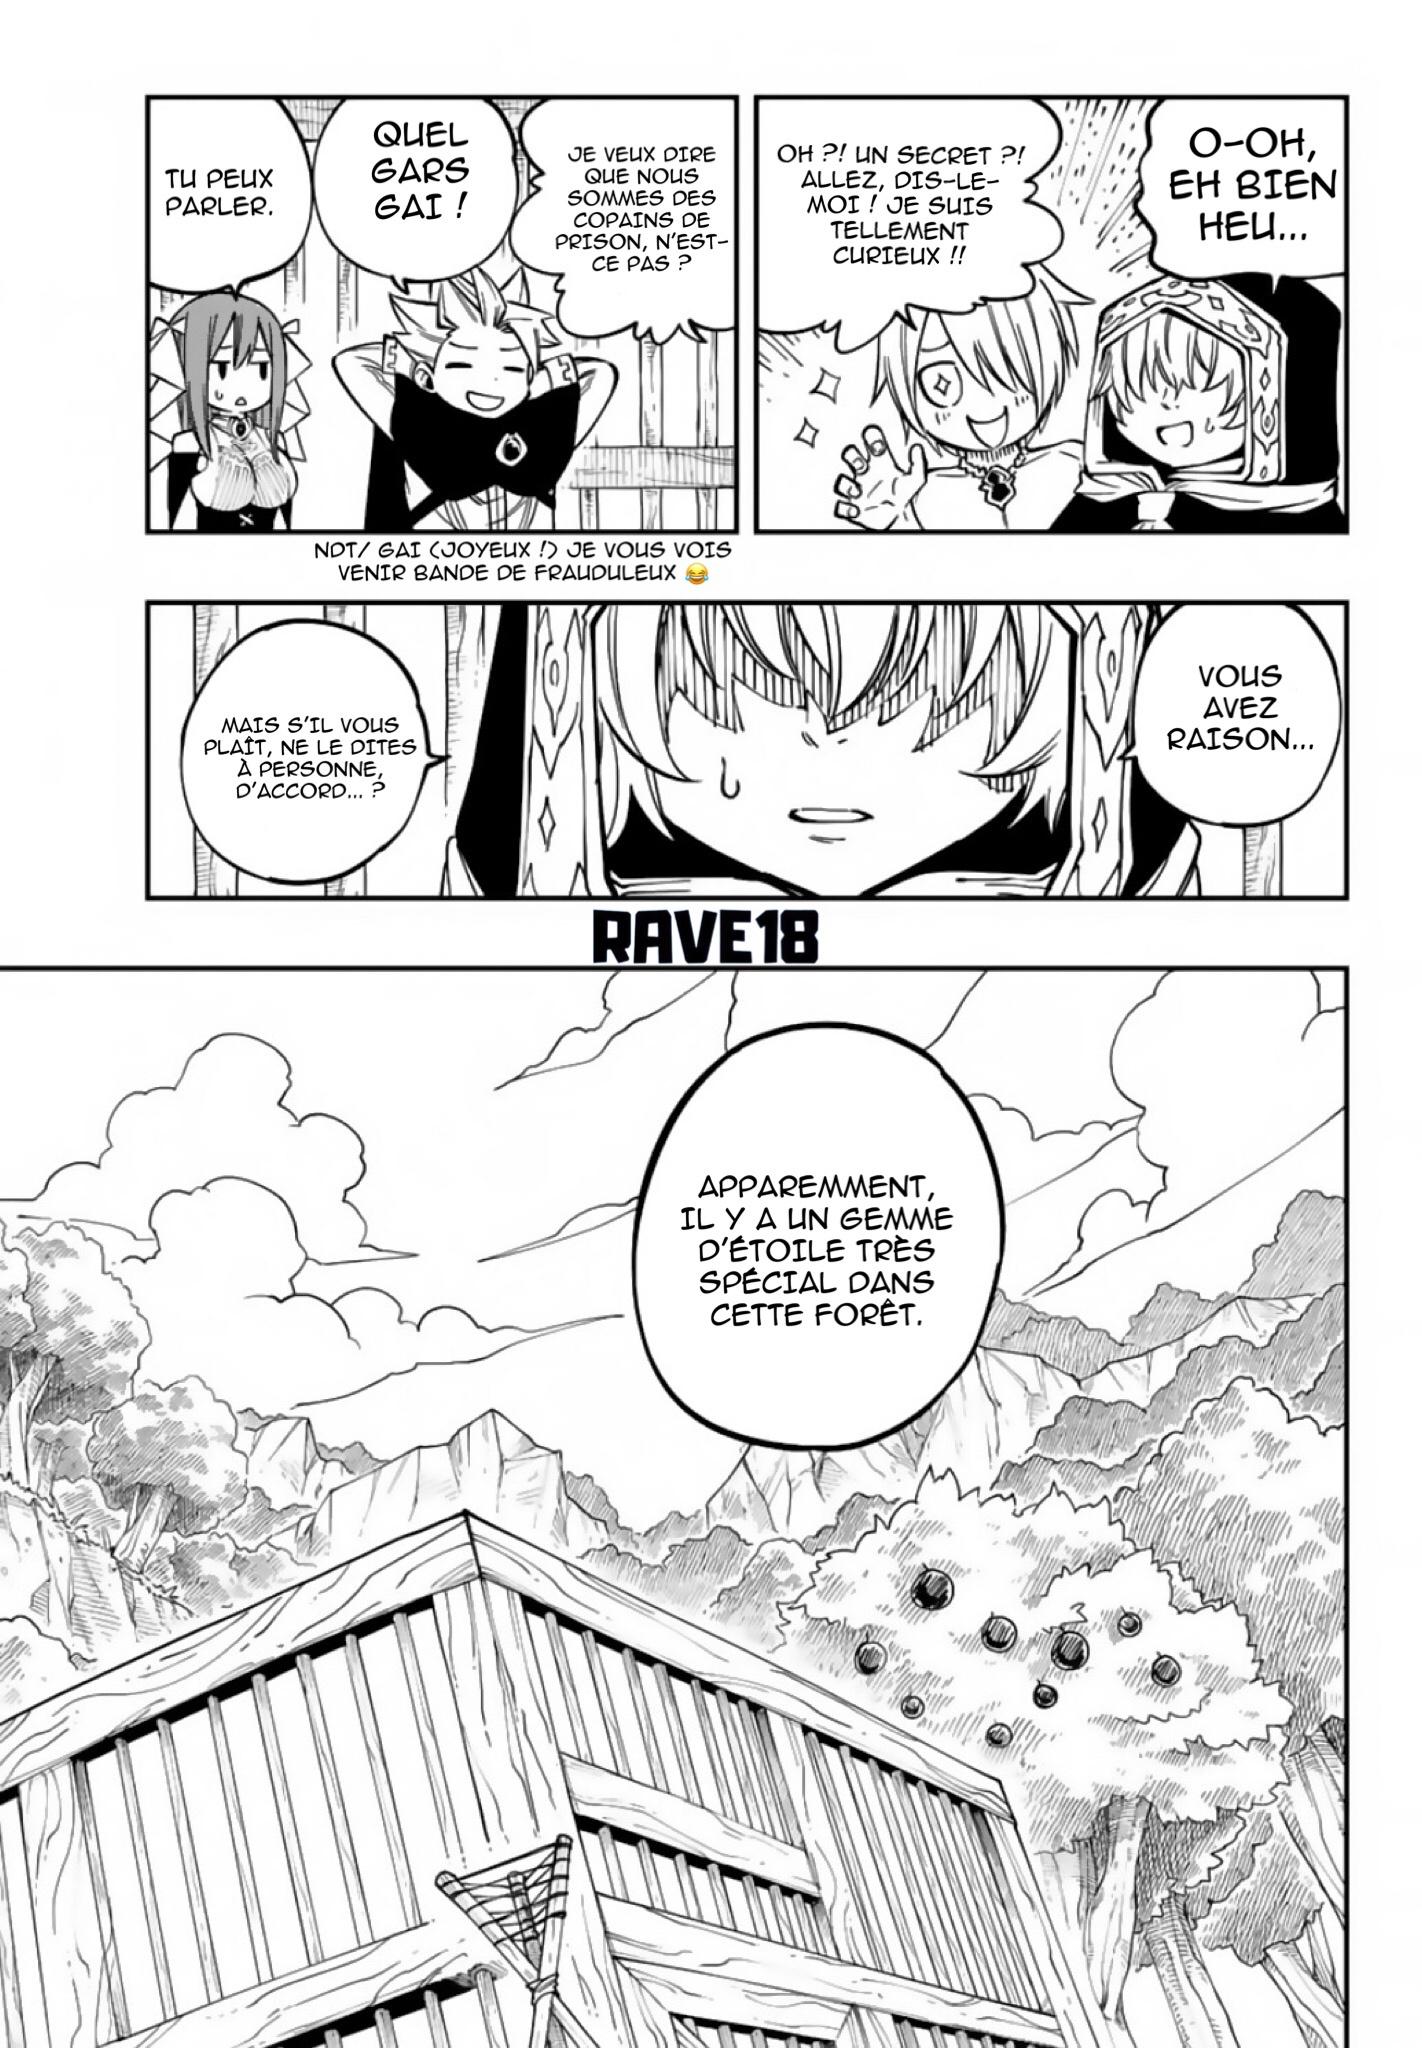 O-OH,
EH BIEN
HEU...
OH ?! UN SECRET ?!
ALLEZ, DIS-LE-
MOI ! JE SUIS
TELLEMENT
CURIEUX !!
JE VEUX DIRE
QUE NOUS
SOMMES DES
COPAINS DE
PRISON, N'EST-
CE PAS ?
QUEL
GARS
GAI !
TU PEUX
PARLER.
NDT/ GAI (JOYEUX !) JE VOUS VOIS
VENIR BANDE DE FRAUDULEUX 😂
VOUS
AVEZ
RAISON...
MAIS S'IL VOUS
PLAÎT, NE LE DITES
À PERSONNE,
D'ACCORD... ?
RAVE18
APPAREMMENT,
IL Y A UN GEMME
D'ÉTOILE TRÈS
SPÉCIAL DANS
CETTE FORÊT.